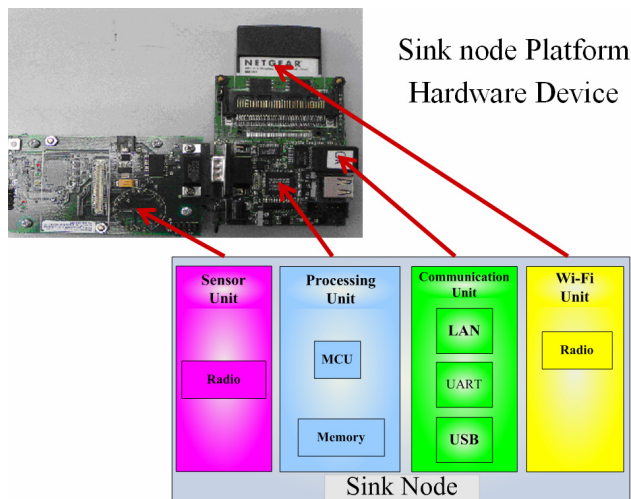 Sink node Platform
Hardware Device
NETGEAR
Sensor
Unit
Radio
Processing
Unit
MCU
Memory
Communication
Unit
LAN
UART
USB
Wi-Fi
Unit
Radio
Sink Node